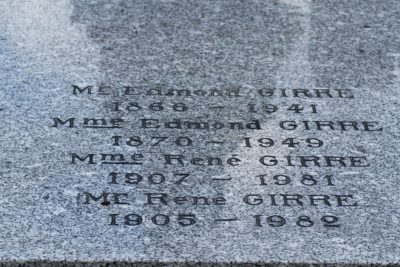 Mr Edmond GIRRE
1868 - 1941
Mme Edmond GIRRE
1870 - 1949
Mme René GIRRE
1907 - 1981
Mr René GIRRE
1905 - 1982